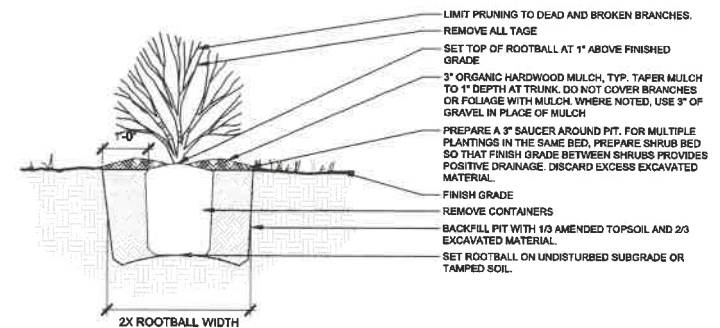 LIMIT PRUNING TO DEAD AND BROKEN BRANCHES.
REMOVE ALL TAGE
SET TOP OF ROOTBALL AT 1" ABOVE FINISHED
GRADE
3" ORGANIC HARDWOOD MULCH, TYP. TAFER MULCH
TO 1" DEPTH AT TRUNK. DO NOT COVER BRANCHES
OR FOLIAGE WITH MULCH. WHERE NOTED, USE 3" OF
GRAVEL IN PLACE OF MULCH
1'-0"
PREPARE A 3" SAUCER AROUND PIT. FOR MULTIPLE
PLANTINGS IN THE SAME BED, PREPARE SHRUB BED
SO THAT FINISH GRADE BETWEEN SHRUBS PROVIDES
POSITIVE DRAINAGE. DISCARD EXCESS EXCAVATED
MATERIAL.
FINISH GRADE
REMOVE CONTAINERS
BACKFILL PIT WITH 1/3 AMENDED TOPSOIL AND 2/3
EXCAVATED MATERIAL.
SET ROOTBALL ON UNDISTURBED SUBGRADE OR
TAMPED SOIL.
2X ROOTBALL WIDTH